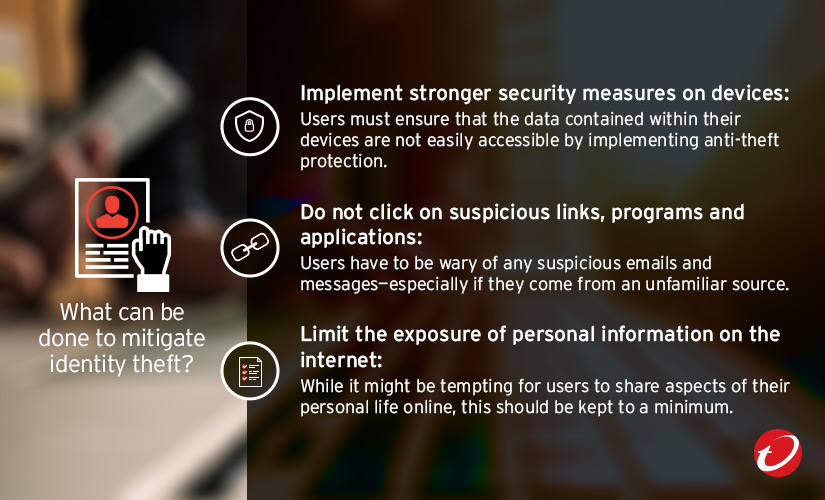 What can be
done to mitigate
identity theft?
Implement stronger security measures on devices:
Users must ensure that the data contained within their
devices are not easily accessible by implementing anti-theft
protection.
Do not click on suspicious links, programs and
applications:
Users have to be wary of any suspicious emails and
messages—especially if they come from an unfamiliar source.
Limit the exposure of personal information on the
internet:
While it might be tempting for users to share aspects of their
personal life online, this should be kept to a minimum.